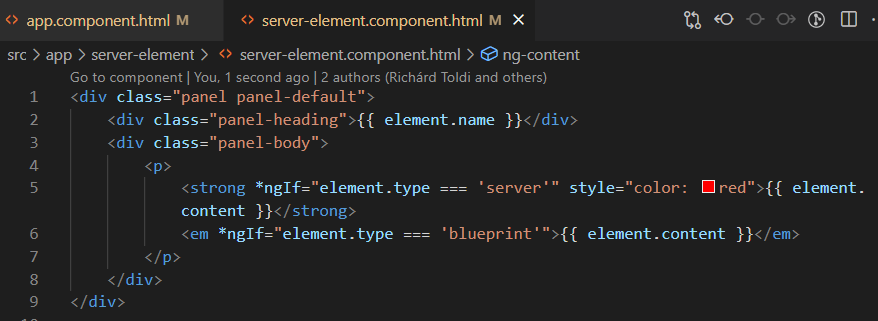 app.component.html M
server-element.component.html M
src > app > server-element > server-element.component.html > ng-content
Go to component | You, 1 second ago | 2 authors (Richárd Toldi and others)
1 <div class="panel panel-default">
2 <div class="panel-heading">{{ element.name }}</div>
3 <div class="panel-body">
4 <p>
5 <strong *ngIf="element.type === 'server'" style="color: red">{{ element.
content }}</strong>
6 <em *ngIf="element.type === 'blueprint'">{{ element.content }}</em>
7 </p>
8 </div>
9 </div>